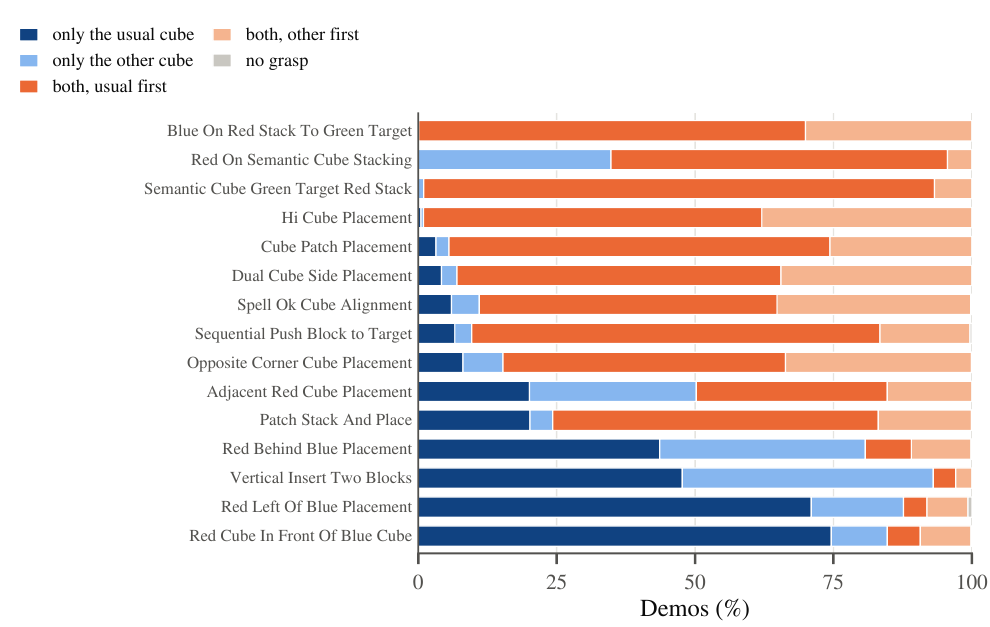 only the usual cube
only the other cube
both, usual first
both, other first
no grasp
Blue On Red Stack To Green Target
Red On Semantic Cube Stacking
Semantic Cube Green Target Red Stack
Hi Cube Placement
Cube Patch Placement
Dual Cube Side Placement
Spell Ok Cube Alignment
Sequential Push Block to Target
Opposite Corner Cube Placement
Adjacent Red Cube Placement
Patch Stack And Place
Red Behind Blue Placement
Vertical Insert Two Blocks
Red Left Of Blue Placement
Red Cube In Front Of Blue Cube
0 25 50 75 100
Demos (%)